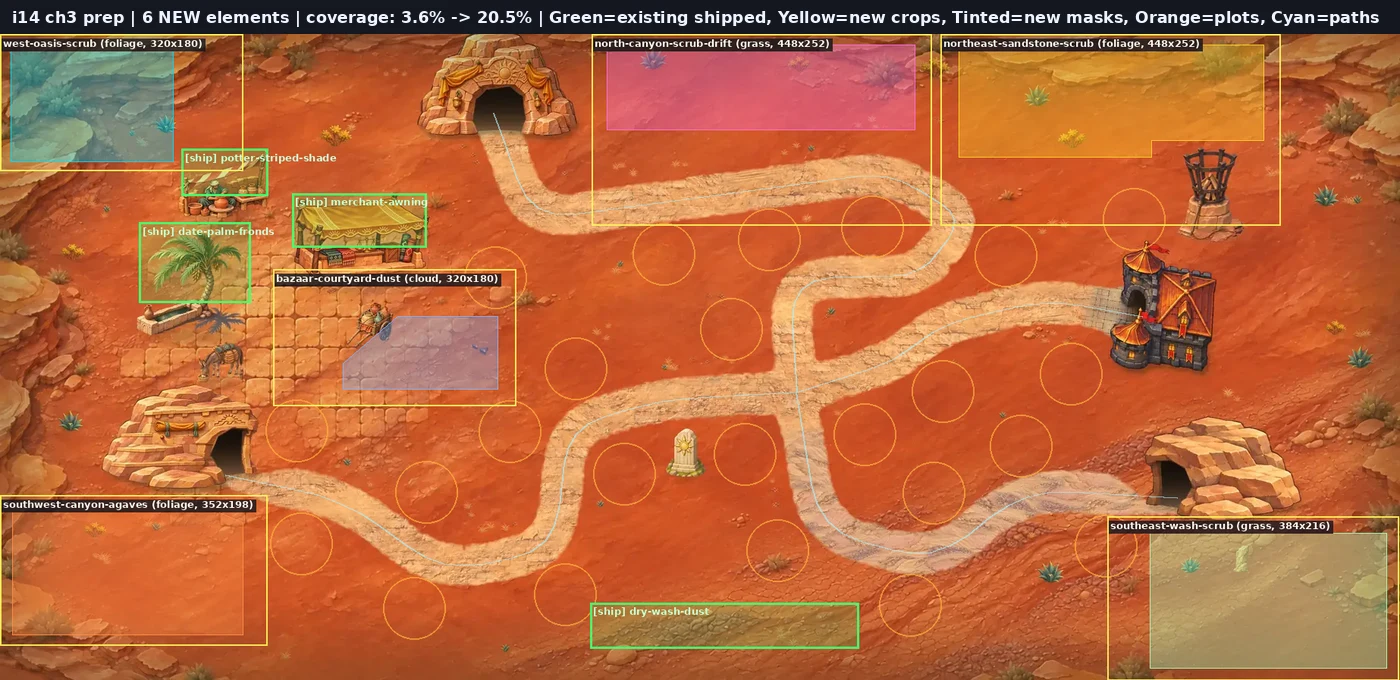 i14 ch3 prep | 6 NEW elements | coverage: 3.6% -> 20.5% | Green=existing shipped, Yellow=new crops, Tinted=new masks, Orange=plots, Cyan=paths
west-oasis-scrub (foliage, 320x180)
north-canyon-scrub-drift (grass, 448x252)
northeast-sandstone-scrub (foliage, 448x252)
[ship] potter-striped-shade
[ship] merchant-awning
[ship] date-palm-fronds
bazaar-courtyard-dust (cloud, 320x180)
southwest-canyon-agaves (foliage, 352x198)
southeast-wash-scrub (grass, 384x216)
[ship] dry-wash-dust